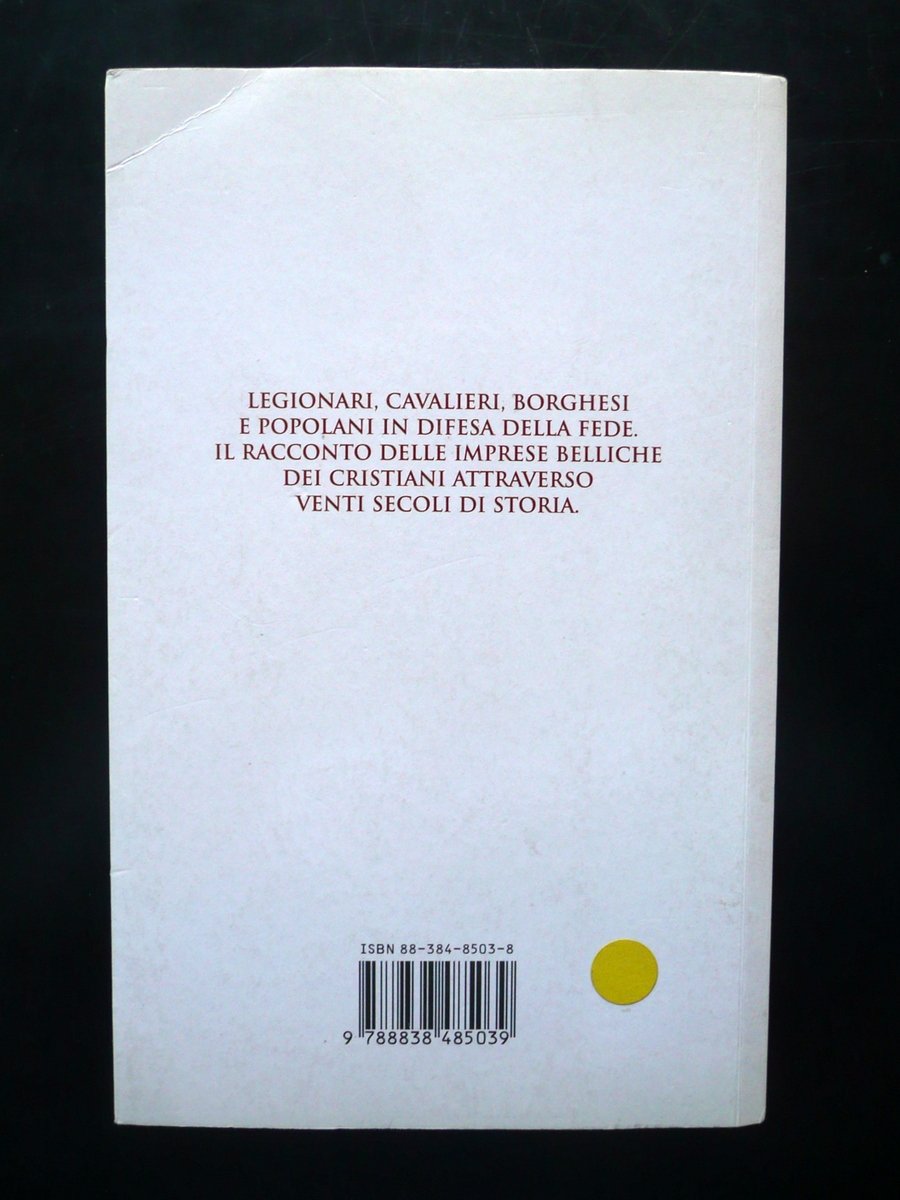 LEGIONARI, CAVALIERI, BORGHESI
E POPOLANI IN DIFESA DELLA FEDE.
IL RACCONTO DELLE IMPRESE BELLICHE
DEI CRISTIANI ATTRAVERSO
VENTI SECOLI DI STORIA.
ISBN 88-384-8503-8
9 788838 485039